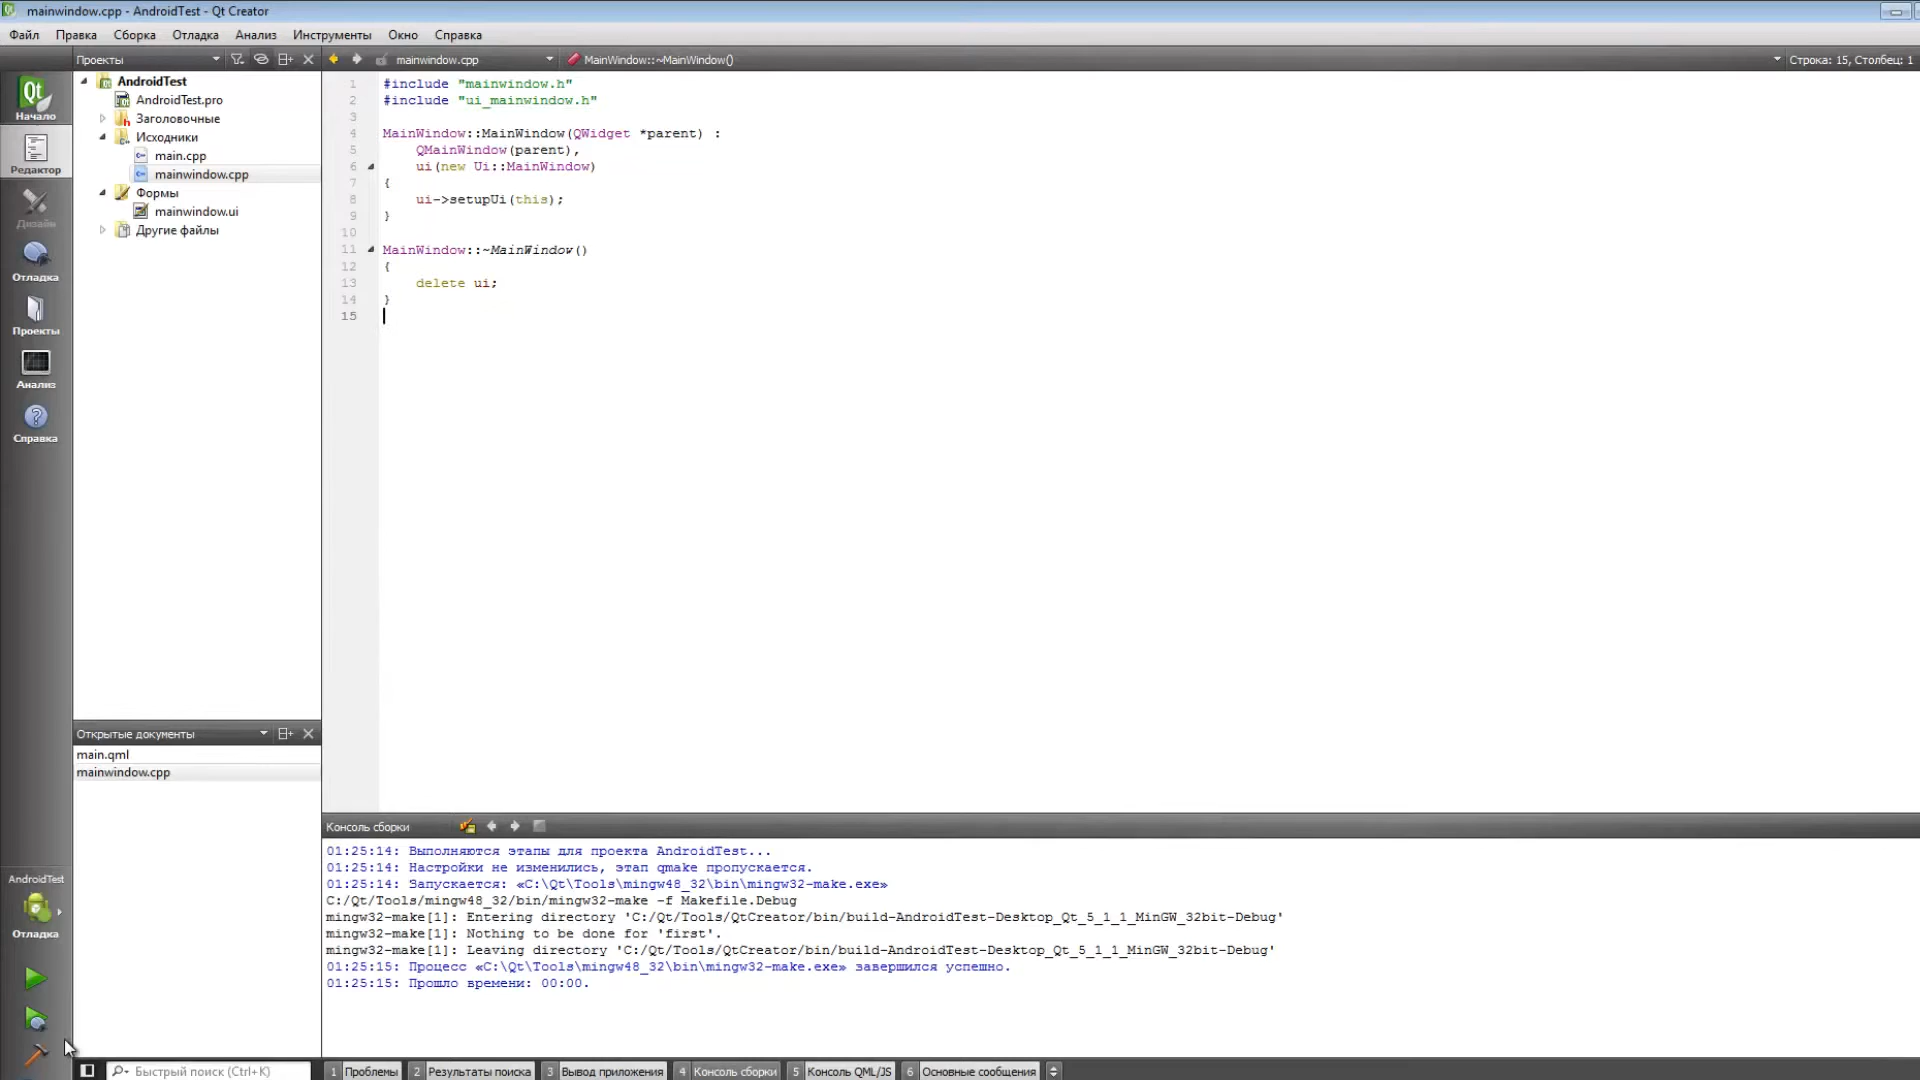 mainwindow.cpp - AndroidTest - Qt Creator
Файл Правка Сборка Отладка Анализ Инструменты Окно Справка
Проекты
mainwindow.cpp
MainWindow::~MainWindow()
Строка: 15, Столбец: 1
Qt
Начало
Редактор
Дизайн
Отладка
Проекты
Анализ
Справка
AndroidTest
AndroidTest.pro
Заголовочные
Исходники
main.cpp
mainwindow.cpp
Формы
mainwindow.ui
Другие файлы
1 #include "mainwindow.h"
2 #include "ui_mainwindow.h"
3
4 MainWindow::MainWindow(QWidget *parent) :
5 QMainWindow(parent),
6 ui(new Ui::MainWindow)
7 {
8 ui->setupUi(this);
9 }
10
11 MainWindow::~MainWindow()
12 {
13 delete ui;
14 }
15
Открытые документы
main.qml
mainwindow.cpp
AndroidTest
Отладка
Консоль сборки
01:25:14: Выполняются этапы для проекта AndroidTest...
01:25:14: Настройки не изменились, этап qmake пропускается.
01:25:14: Запускается: «C:\Qt\Tools\mingw48_32\bin\mingw32-make.exe»
C:/Qt/Tools/mingw48_32/bin/mingw32-make -f Makefile.Debug
mingw32-make[1]: Entering directory 'C:/Qt/Tools/QtCreator/bin/build-AndroidTest-Desktop_Qt_5_1_1_MinGW_32bit-Debug'
mingw32-make[1]: Nothing to be done for 'first'.
mingw32-make[1]: Leaving directory 'C:/Qt/Tools/QtCreator/bin/build-AndroidTest-Desktop_Qt_5_1_1_MinGW_32bit-Debug'
01:25:15: Процесс «C:\Qt\Tools\mingw48_32\bin\mingw32-make.exe» завершился успешно.
01:25:15: Прошло времени: 00:00.
Быстрый поиск (Ctrl+K)
1 Проблемы 2 Результаты поиска 3 Вывод приложения 4 Консоль сборки 5 Консоль QML/JS 6 Основные сообщения